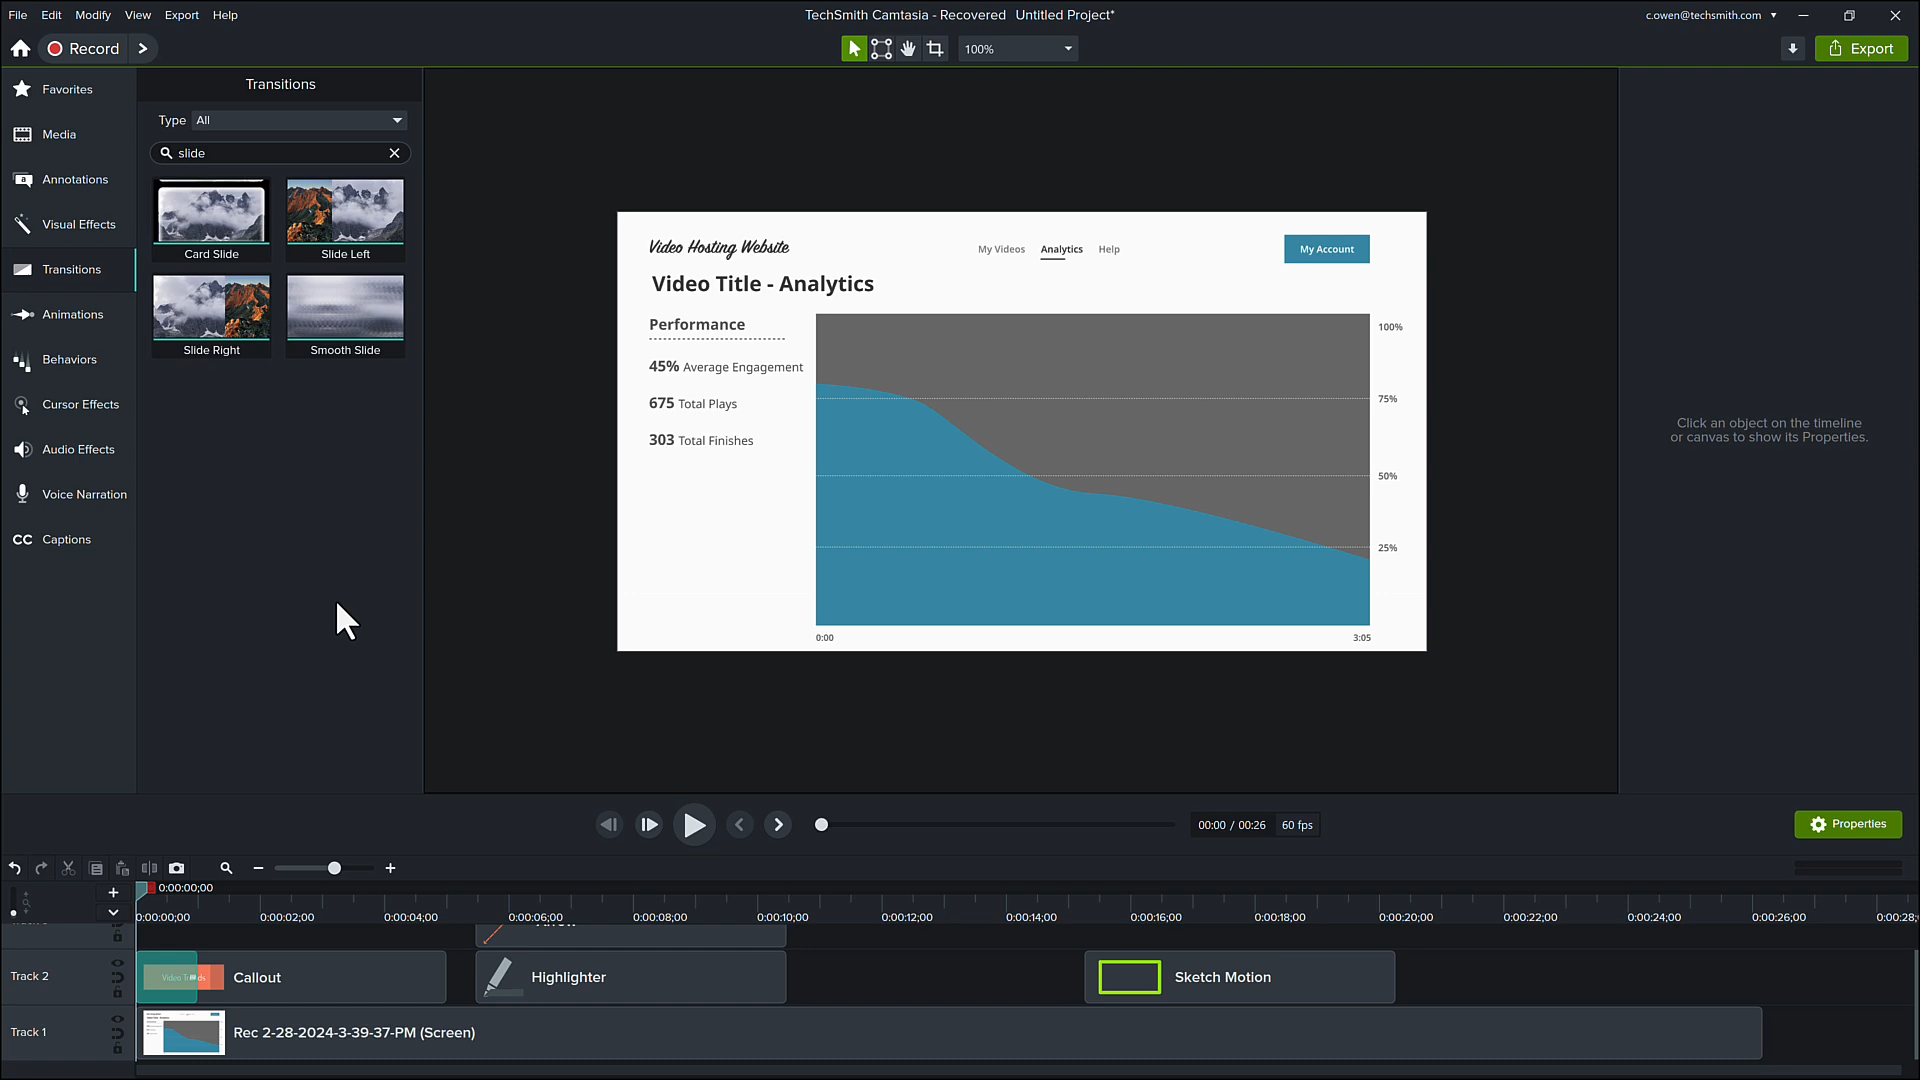 File Edit Modify View Export Help
TechSmith Camtasia - Recovered Untitled Project*
c.owen@techsmith.com
Record
100%
Export
Favorites
Media
Annotations
Visual Effects
Transitions
Animations
Behaviors
Cursor Effects
Audio Effects
Voice Narration
CC Captions
Transitions
Type All
slide
Card Slide
Slide Left
Slide Right
Smooth Slide
Video Hosting Website
My Videos Analytics Help
My Account
Video Title - Analytics
Performance
45% Average Engagement
675 Total Plays
303 Total Finishes
100%
75%
50%
25%
0:00 3:05
Click an object on the timeline
or canvas to show its Properties.
00:00 / 00:26 60 fps
Properties
0:00:00;00
0:00:00;00 0:00:02;00 0:00:04;00 0:00:06;00 0:00:08;00 0:00:10;00 0:00:12;00 0:00:14;00 0:00:16;00 0:00:18;00 0:00:20;00 0:00:22;00 0:00:24;00 0:00:26;00 0:00:28;
Track 2
Callout
Highlighter
Sketch Motion
Track 1
Rec 2-28-2024-3-39-37-PM (Screen)